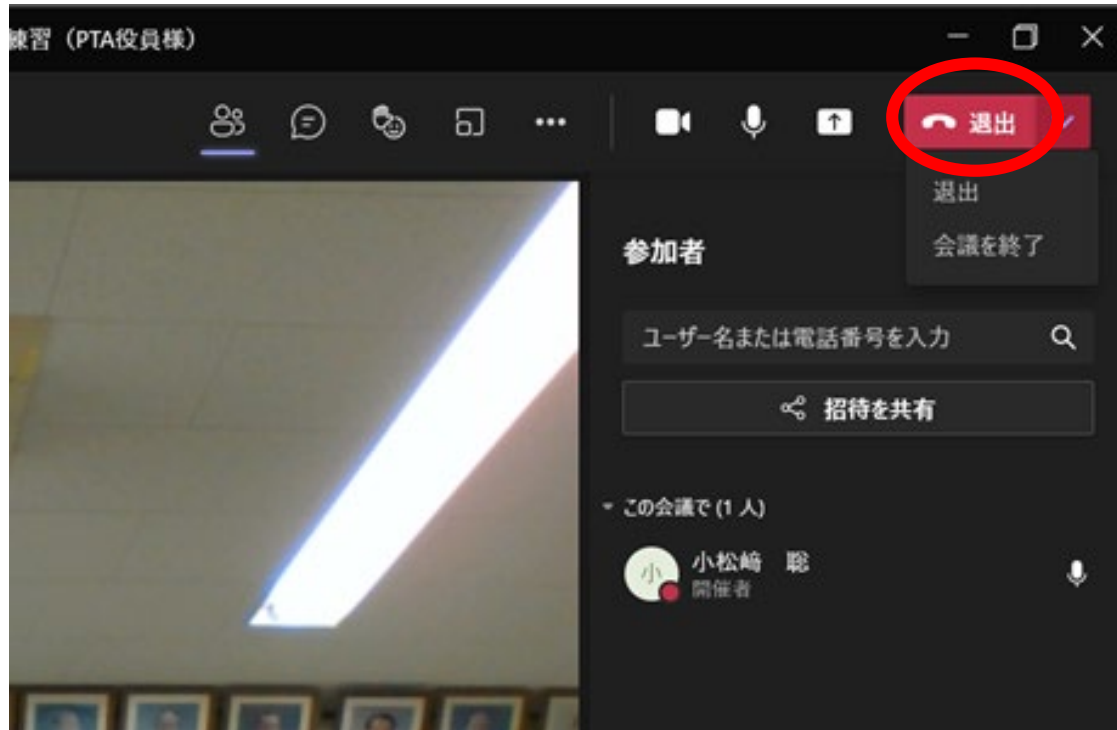 練習（PTA役員様）
退出
退出
会議を終了
参加者
ユーザー名または電話番号を入力
招待を共有
この会議で (1 人)
小 小松﨑　聡
開催者